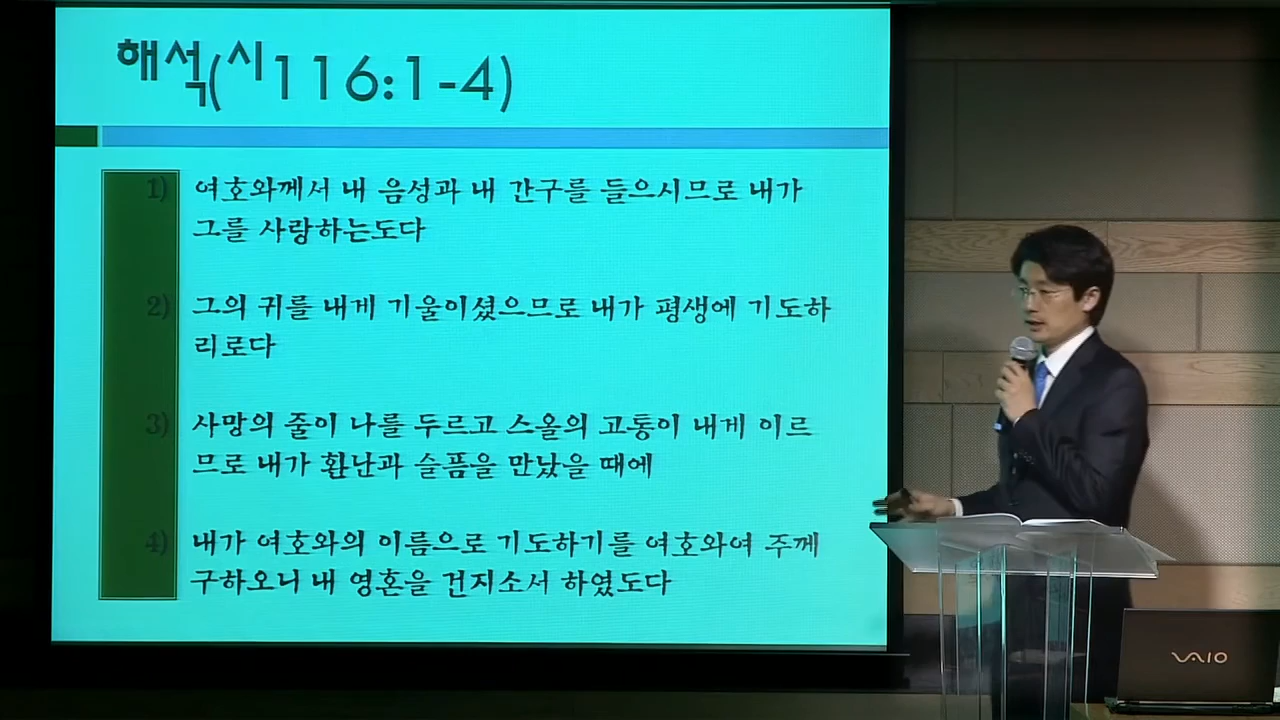 해석(시116:1-4)
1) 여호와께서 내 음성과 내 간구를 들으시므로 내가
그를 사랑하는도다
2) 그의 귀를 내게 기울이셨으므로 내가 평생에 기도하
리로다
3) 사망의 줄이 나를 두르고 스올의 고통이 내게 이르
므로 내가 환난과 슬픔을 만났을 때에
4) 내가 여호와의 이름으로 기도하기를 여호와여 주께
구하오니 내 영혼을 건지소서 하였도다
VAIO